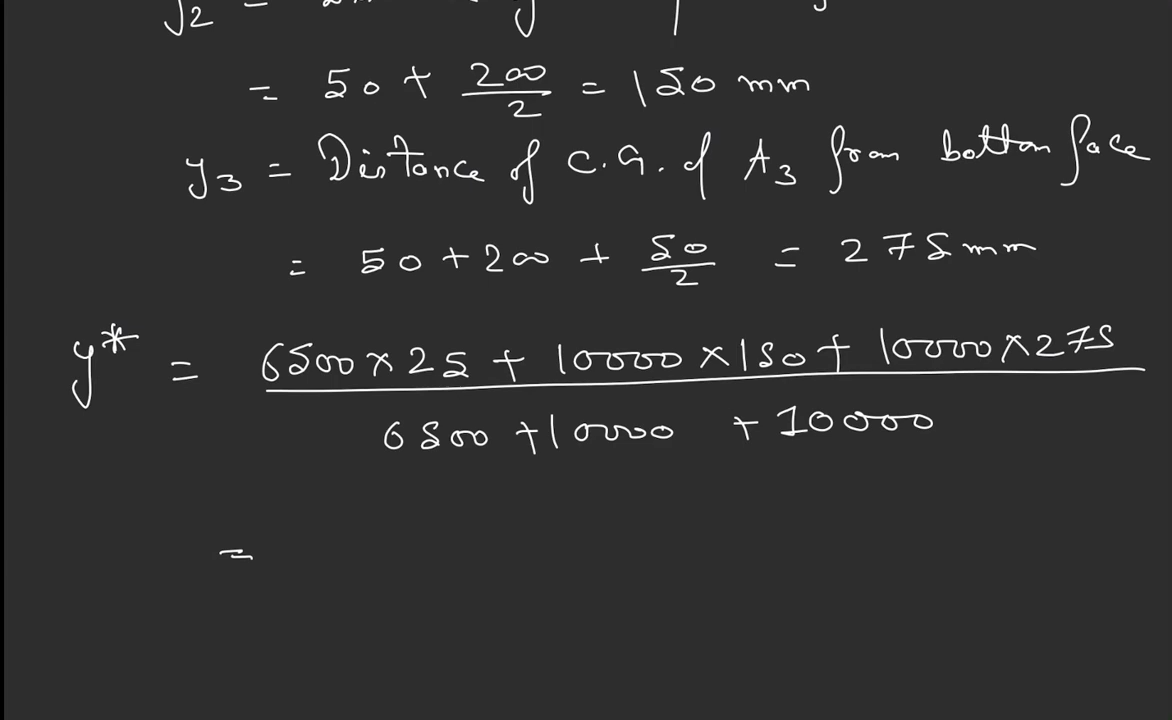 y2 =
= 50 + 200/2 = 150 mm
y3 = Distance of C.G. of A3 from bottom face
= 50 + 200 + 50/2 = 275 mm
y* = 6500 × 25 + 10000 × 150 + 10000 × 275
6500 + 10000 + 10000
=